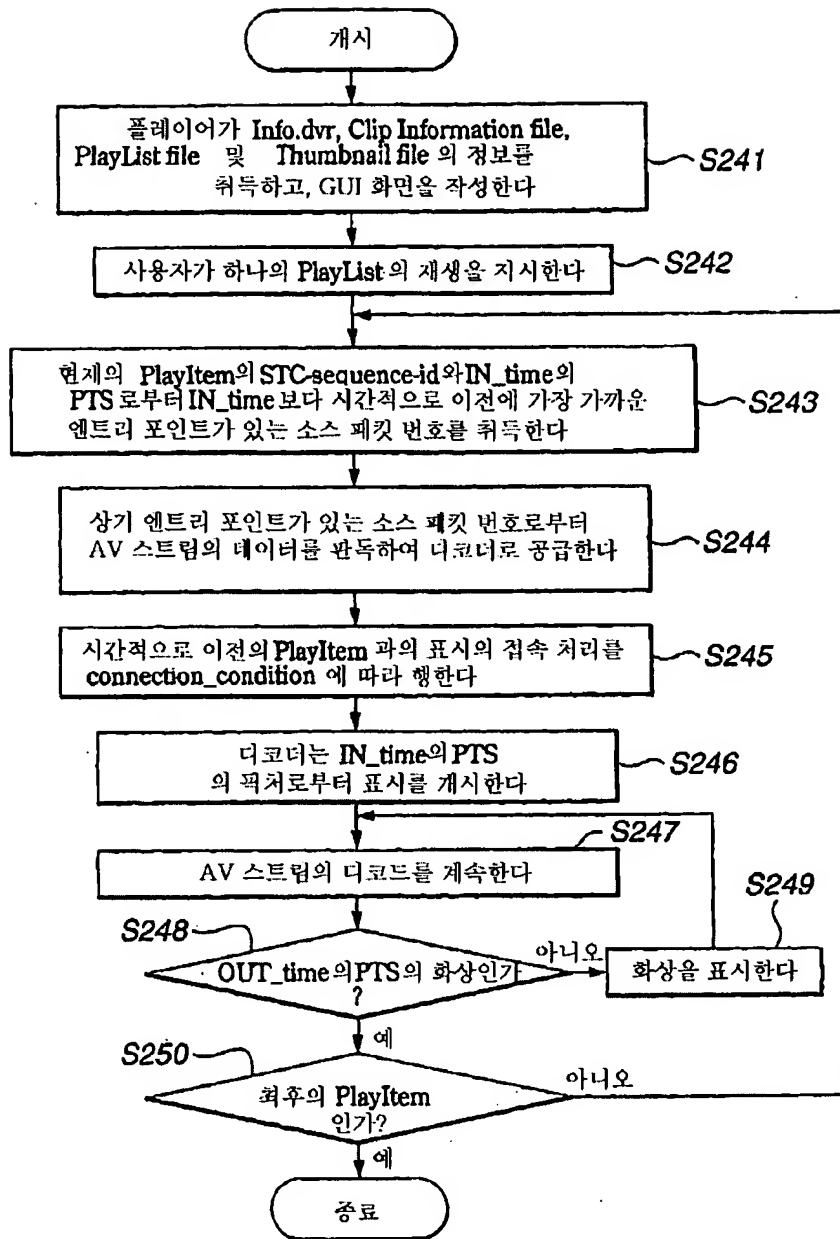 개시
플레이어가 Info.dvr, Clip Information file,
PlayList file 및 Thumbnail file 의 정보를
취득하고, GUI 화면을 작성한다
S241
사용자가 하나의 PlayList의 재생을 지시한다
S242
현재의 PlayItem의 STC-sequence-id와 IN_time의
PTS로부터 IN_time보다 시간적으로 이전에 가장 가까운
엔트리 포인트가 있는 소스 패킷 번호를 취득한다
S243
상기 엔트리 포인트가 있는 소스 패킷 번호로부터
AV 스트림의 데이터를 판독하여 디코더로 공급한다
S244
시간적으로 이전의 PlayItem 과의 표시의 접속 처리를
connection_condition 에 따라 행한다
S245
디코더는 IN_time의 PTS
의 픽처로부터 표시를 개시한다
S246
S247
AV 스트림의 디코드를 계속한다
S248
OUT_time의 PTS의 화상인가
?
아니오
S249
화상을 표시한다
예
S250
최후의 PlayItem
인가?
아니오
예
종료